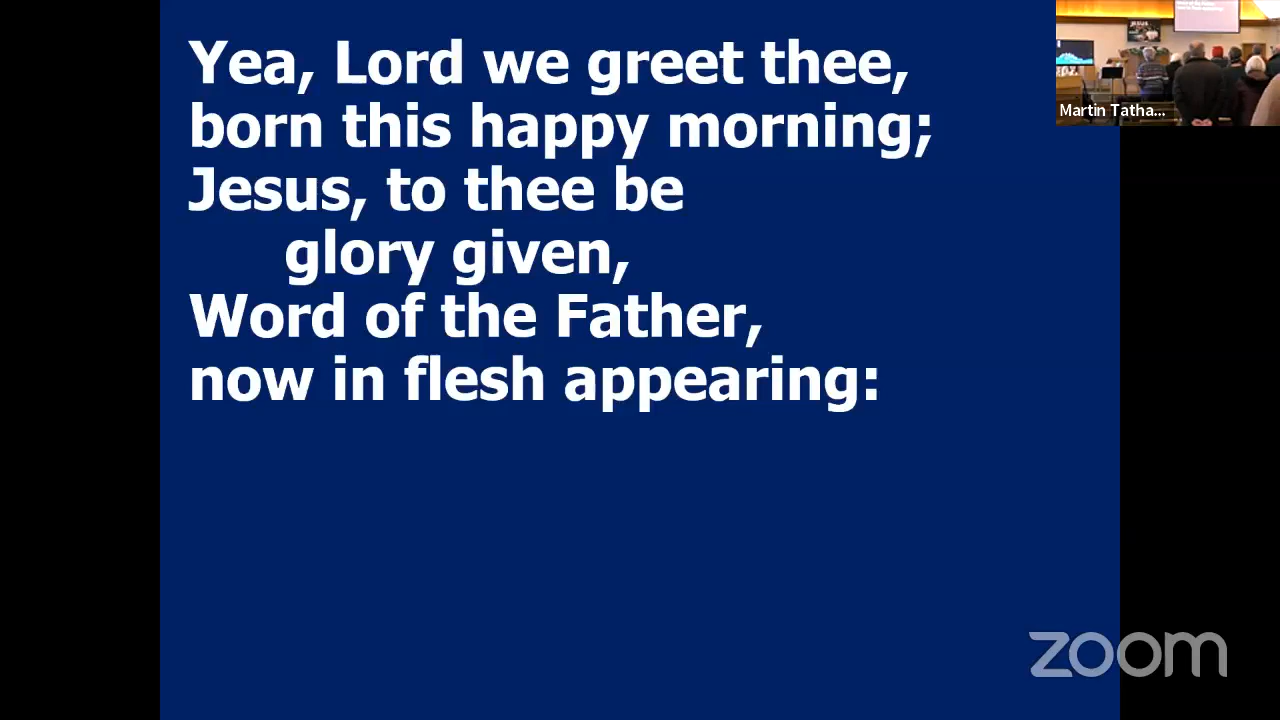 Yea, Lord we greet thee,
born this happy morning;
Jesus, to thee be
glory given,
Word of the Father,
now in flesh appearing:
Martin Tatha...
zoom